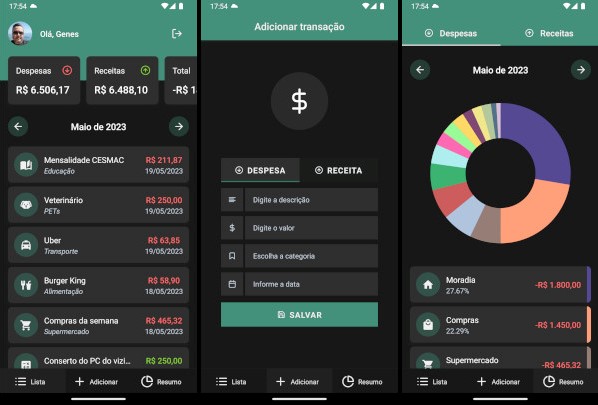 17:54
Olá, Genes
Despesas
R$ 6.506,17
Receitas
R$ 6.488,10
Total
-R$ 1
Maio de 2023
Mensalidade CESMAC
R$ 211,87
Educação
19/05/2023
Veterinário
R$ 250,00
PETs
19/05/2023
Uber
R$ 63,85
Transporte
19/05/2023
Burger King
R$ 58,90
Alimentação
18/05/2023
Compras da semana
R$ 465,32
Supermercado
18/05/2023
Conserto do PC do vizi...
R$ 250,00
Lista
Adicionar
Resumo
17:54
Adicionar transação
$
DESPESA
RECEITA
Digite a descrição
$
Digite o valor
Escolha a categoria
Informe a data
SALVAR
Lista
Adicionar
Resumo
17:54
Despesas
Receitas
Maio de 2023
Moradia
-R$ 1.800,00
27.67%
Compras
-R$ 1.450,00
22.29%
Supermercado
-R$ 465,32
Lista
Adicionar
Resumo